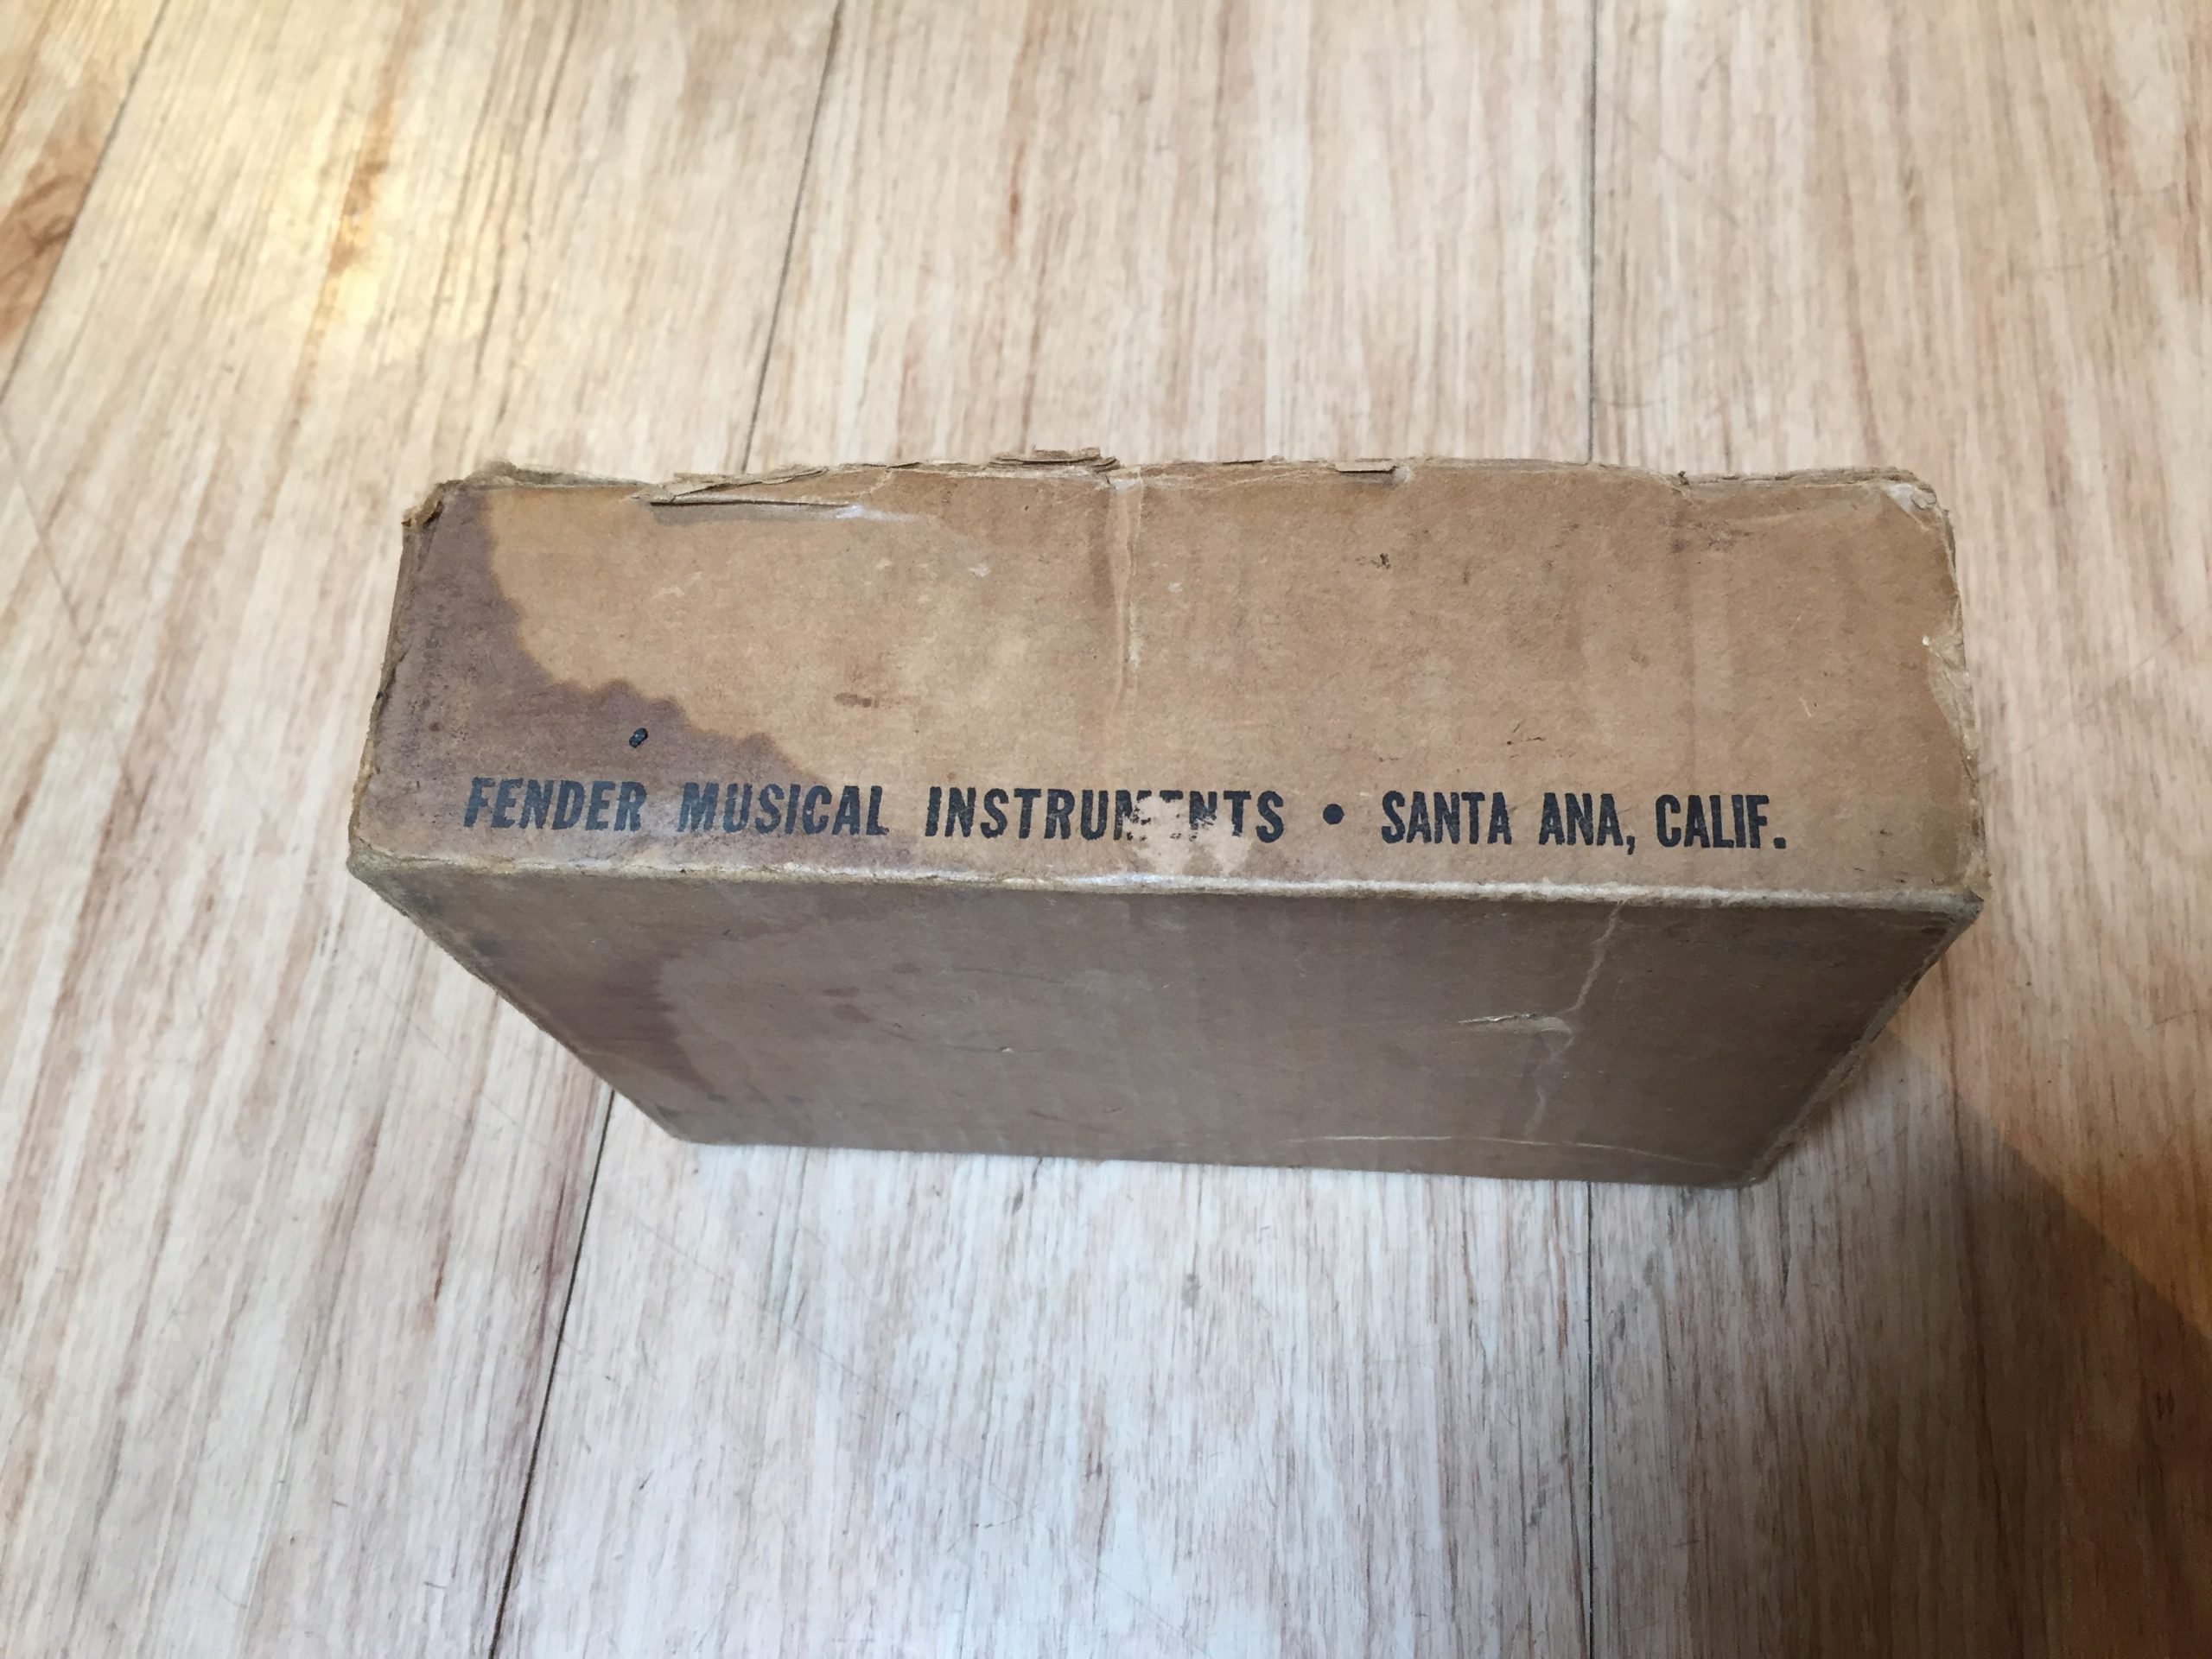 FENDER MUSICAL INSTRUMENTS • SANTA ANA, CALIF.